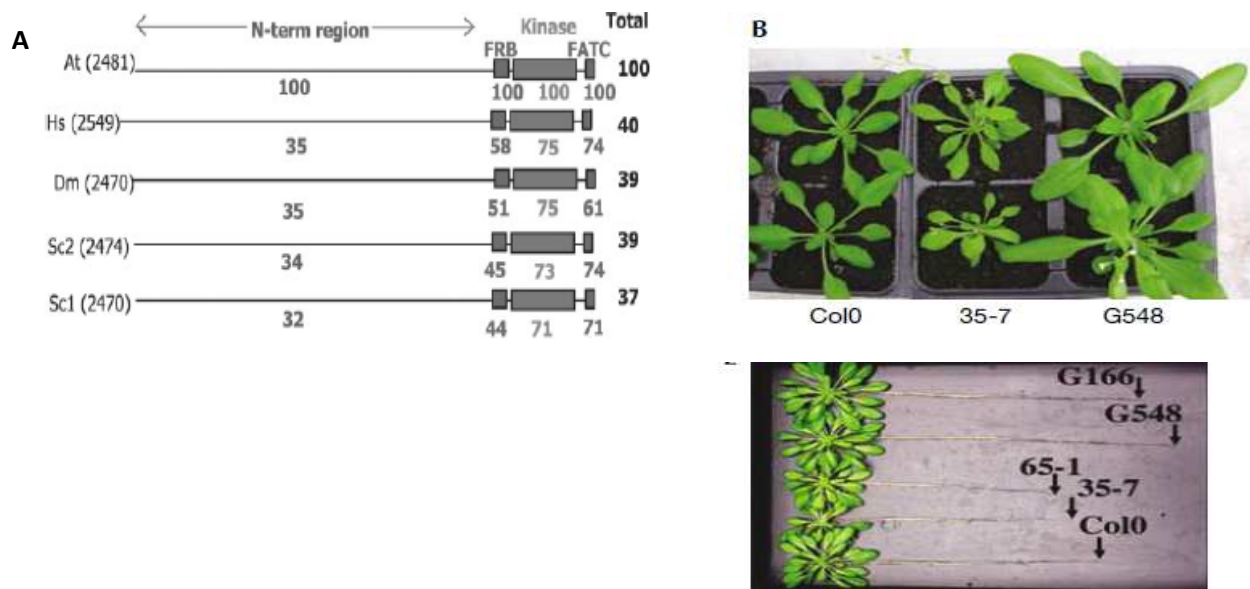 A
N-term region
Kinase
Total
FRB
FATC
At (2481)
100
100
100
100
100
Hs (2549)
35
58
75
74
40
Dm (2470)
35
51
75
61
39
Sc2 (2474)
34
45
73
74
39
Sc1 (2470)
32
44
71
71
37
B
Col0
35-7
G548
G166
G548
65-1
35-7
Col0